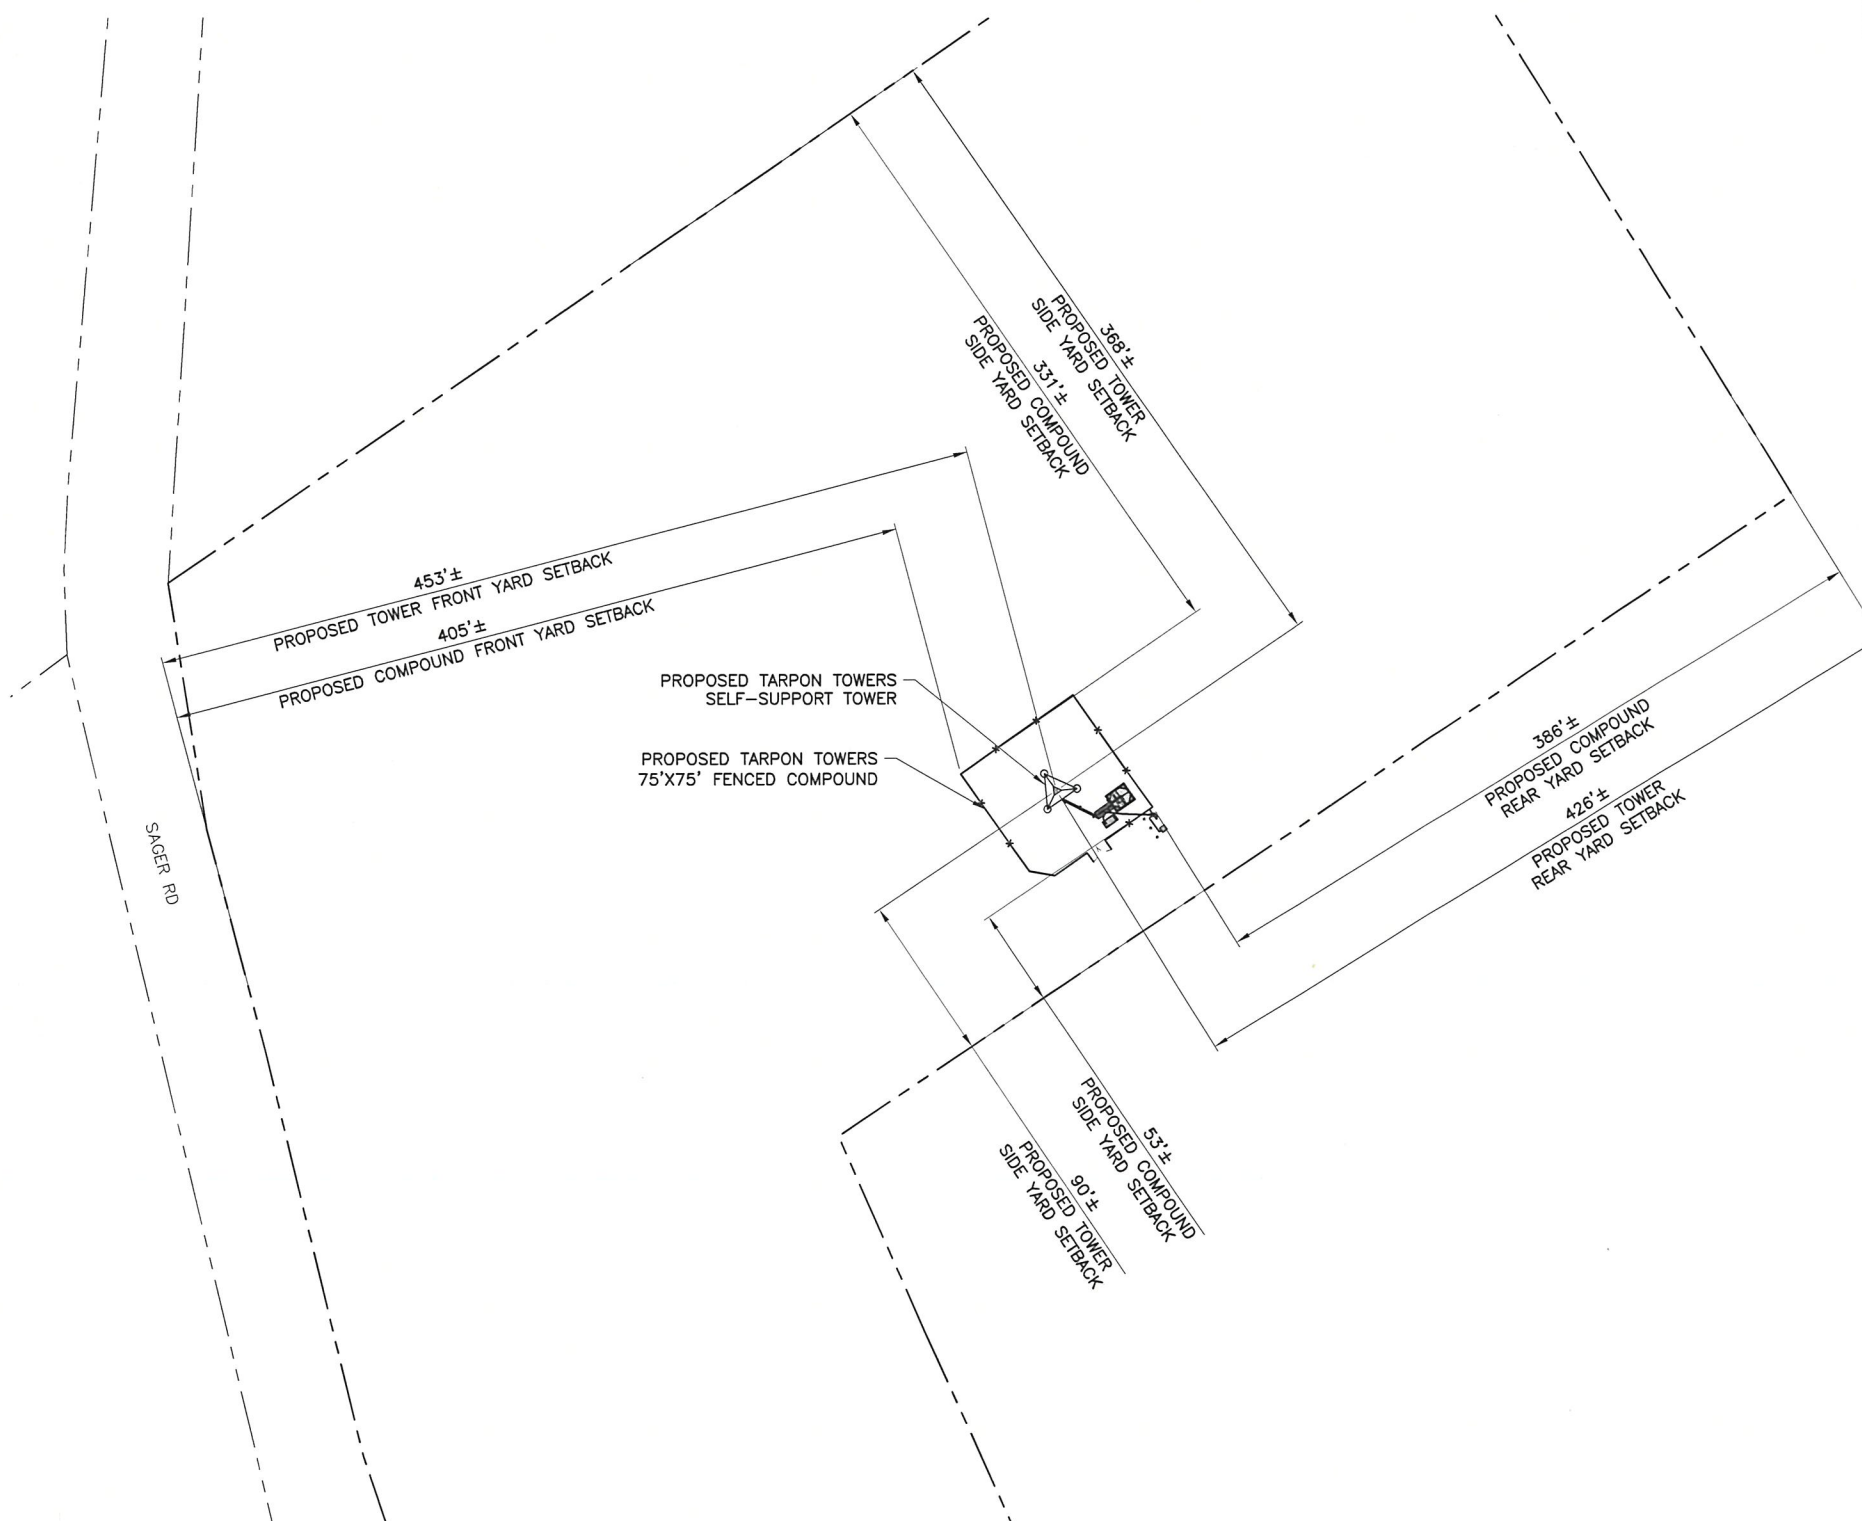 368'±
PROPOSED TOWER
SIDE YARD SETBACK
331'±
PROPOSED COMPOUND
SIDE YARD SETBACK
453'±
PROPOSED TOWER FRONT YARD SETBACK
405'±
PROPOSED COMPOUND FRONT YARD SETBACK
PROPOSED TARPON TOWERS
SELF-SUPPORT TOWER
PROPOSED TARPON TOWERS
75'X75' FENCED COMPOUND
386'±
PROPOSED COMPOUND
REAR YARD SETBACK
426'±
PROPOSED TOWER
REAR YARD SETBACK
SAGER RD
53'±
PROPOSED COMPOUND
SIDE YARD SETBACK
90'±
PROPOSED TOWER
SIDE YARD SETBACK